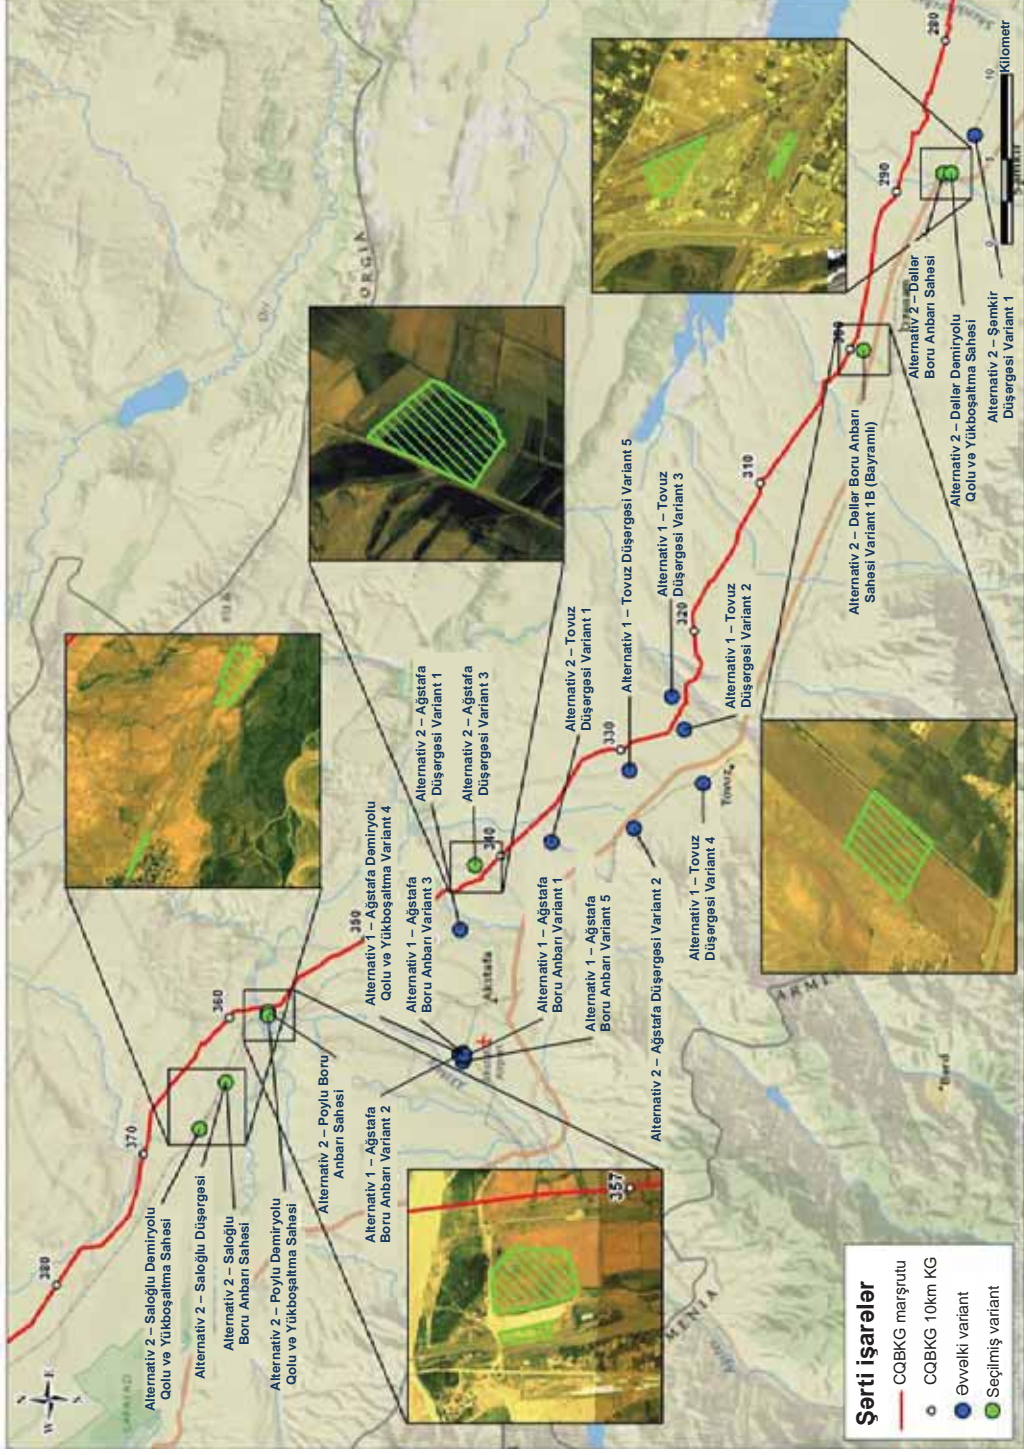 Alternativ 2 – Saloğlu Dəmiryolu
Qolu və Yükboşaltma Sahəsi
Alternativ 2 – Saloğlu Düşərgəsi
Alternativ 2 – Saloğlu
Boru Anbarı Sahəsi
Alternativ 2 – Poylu Dəmiryolu
Qolu və Yükboşaltma Sahəsi
Alternativ 2 – Poylu Boru
Anbarı Sahəsi
Alternativ 1 – Ağstafa
Boru Anbarı Variant 2
Alternativ 1 – Ağstafa Dəmiryolu
Qolu və Yükboşaltma Variant 4
Alternativ 1 – Ağstafa
Boru Anbarı Variant 3
Alternativ 1 – Ağstafa
Boru Anbarı Variant 1
Alternativ 1 – Ağstafa
Boru Anbarı Variant 5
Alternativ 2 – Ağstafa Düşərgəsi Variant 2
Alternativ 2 – Ağstafa
Düşərgəsi Variant 1
Alternativ 2 – Ağstafa
Düşərgəsi Variant 3
Alternativ 2 – Tovuz
Düşərgəsi Variant 1
Alternativ 1 – Tovuz Düşərgəsi Variant 5
Alternativ 1 – Tovuz
Düşərgəsi Variant 3
Alternativ 1 – Tovuz
Düşərgəsi Variant 2
Alternativ 1 – Tovuz
Düşərgəsi Variant 4
Alternativ 2 – Dəllər Boru Anbarı
Sahəsi Variant 1B (Bayramlı)
Alternativ 2 – Dəllər
Boru Anbarı Sahəsi
Alternativ 2 – Dəllər Dəmiryolu
Qolu və Yükboşaltma Sahəsi
Alternativ 2 – Şəmkir
Düşərgəsi Variant 1
380
370
360
357
350
340
330
320
310
300
290
280
Akstafa
Tovuz
Berd
ARMEN
MENIA
ORGIA
N
W
E
S
0
5
10
Kilometr
Şərti işarələr
CQBKG marşrutu
CQBKG 10km KG
Əvvəlki variant
Seçilmiş variant